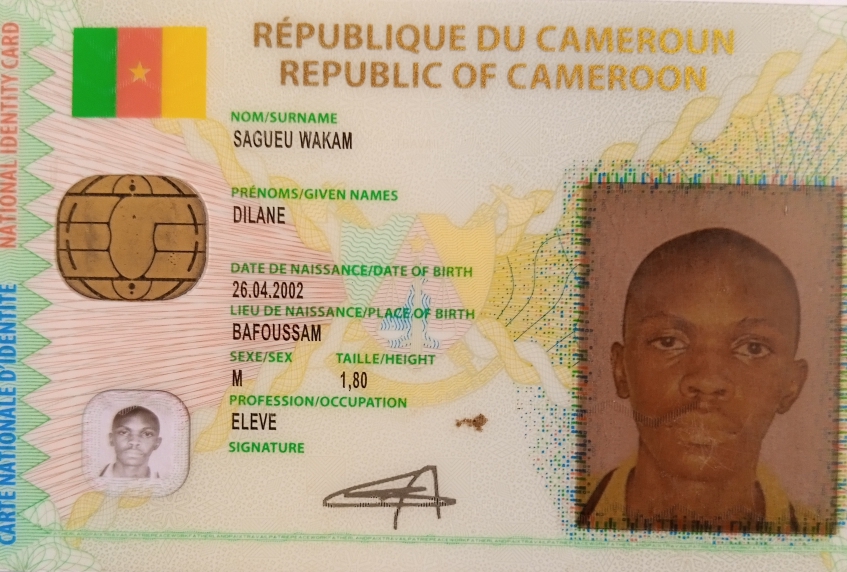 RÉPUBLIQUE DU CAMEROUN
REPUBLIC OF CAMEROON
NATIONAL IDENTITY CARD
CARTE NATIONALE D'IDENTITE
NOM/SURNAME
SAGUEU WAKAM
PRÉNOMS/GIVEN NAMES
DILANE
DATE DE NAISSANCE/DATE OF BIRTH
26.04.2002
LIEU DE NAISSANCE/PLACE OF BIRTH
BAFOUSSAM
SEXE/SEX TAILLE/HEIGHT
M 1,80
PROFESSION/OCCUPATION
ELEVE
SIGNATURE